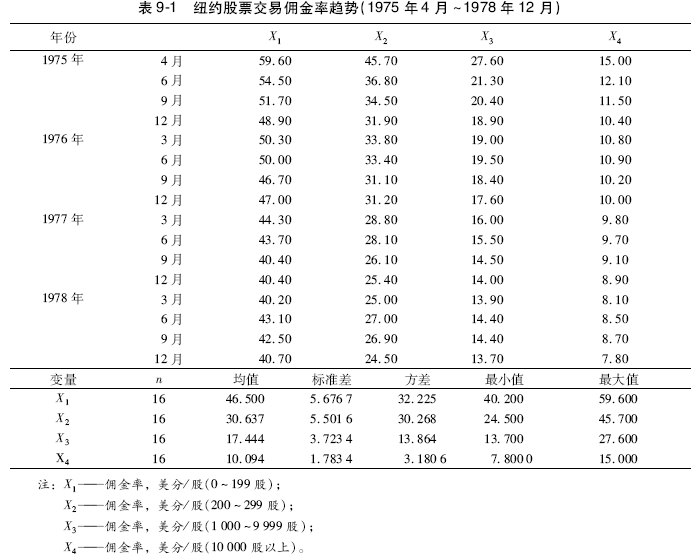 表 9-1 纽约股票交易佣金率趋势(1975 年 4 月 ~1978 年 12 月)
年份 X1 X2 X3 X4
1975 年 4 月 59.60 45.70 27.60 15.00
6 月 54.50 36.80 21.30 12.10
9 月 51.70 34.50 20.40 11.50
12 月 48.90 31.90 18.90 10.40
1976 年 3 月 50.30 33.80 19.00 10.80
6 月 50.00 33.40 19.50 10.90
9 月 46.70 31.10 18.40 10.20
12 月 47.00 31.20 17.60 10.00
1977 年 3 月 44.30 28.80 16.00 9.80
6 月 43.70 28.10 15.50 9.70
9 月 40.40 26.10 14.50 9.10
12 月 40.40 25.40 14.00 8.90
1978 年 3 月 40.20 25.00 13.90 8.10
6 月 43.10 27.00 14.40 8.50
9 月 42.50 26.90 14.40 8.70
12 月 40.70 24.50 13.70 7.80
变量 n 均值 标准差 方差 最小值 最大值
X1 16 46.500 5.676 7 32.225 40.200 59.600
X2 16 30.637 5.501 6 30.268 24.500 45.700
X3 16 17.444 3.723 4 13.864 13.700 27.600
X4 16 10.094 1.783 4 3.180 6 7.800 0 15.000
注: X1——佣金率, 美分/股(0 ~ 199 股);
X2——佣金率, 美分/股(200 ~ 299 股);
X3——佣金率, 美分/股(1 000 ~ 9 999 股);
X4——佣金率, 美分/股(10 000 股以上)。